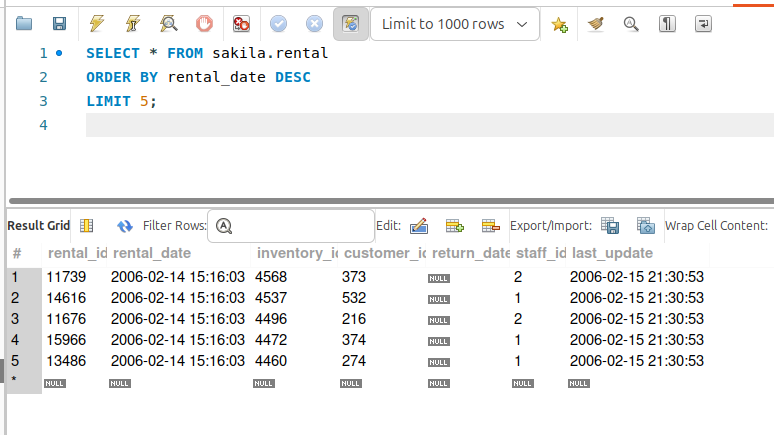 Limit to 1000 rows
1 SELECT * FROM sakila.rental
2 ORDER BY rental_date DESC
3 LIMIT 5;
4
Result Grid Filter Rows: Edit: Export/Import: Wrap Cell Content:
# rental_id rental_date inventory_id customer_id return_date staff_id last_update
1 11739 2006-02-14 15:16:03 4568 373 NULL 2 2006-02-15 21:30:53
2 14616 2006-02-14 15:16:03 4537 532 NULL 1 2006-02-15 21:30:53
3 11676 2006-02-14 15:16:03 4496 216 NULL 2 2006-02-15 21:30:53
4 15966 2006-02-14 15:16:03 4472 374 NULL 1 2006-02-15 21:30:53
5 13486 2006-02-14 15:16:03 4460 274 NULL 1 2006-02-15 21:30:53
* NULL NULL NULL NULL NULL NULL NULL